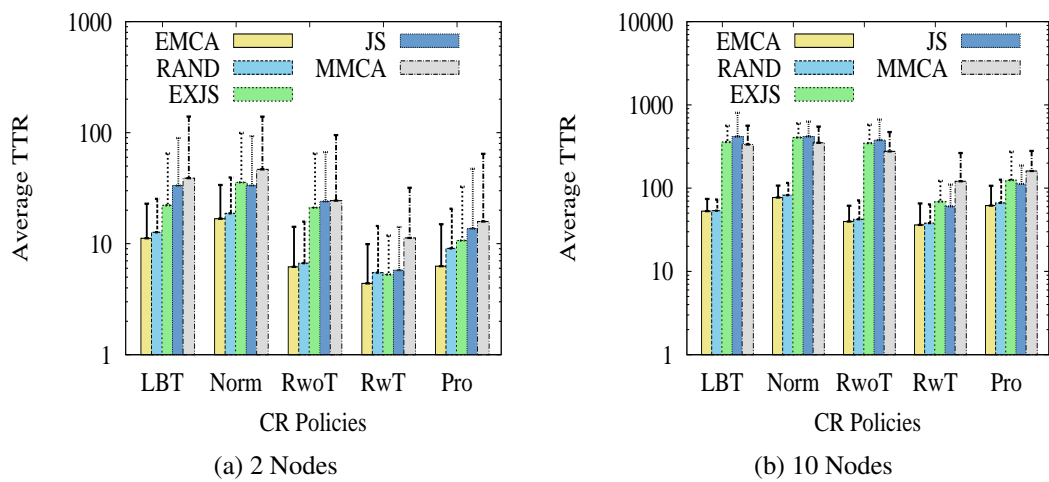 1000
100
10
1
Average TTR
EMCA
RAND
EXJS
JS
MMCA
LBT Norm RwoT RwT Pro
CR Policies
(a) 2 Nodes
10000
1000
100
10
1
Average TTR
EMCA
RAND
EXJS
JS
MMCA
LBT Norm RwoT RwT Pro
CR Policies
(b) 10 Nodes